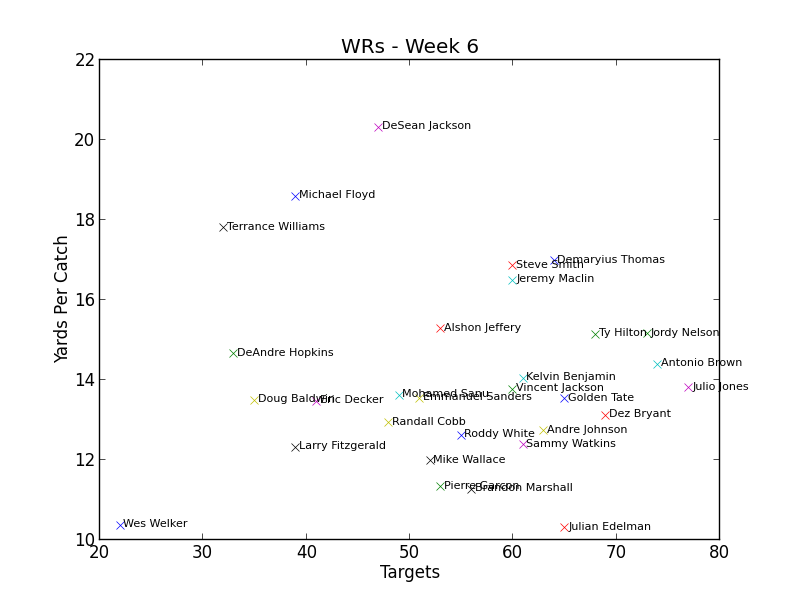 WRs - Week 6
22
DeSean Jackson
20
Michael Floyd
Terrance Williams
18
Demaryius Thomas
Steve Smith
Jeremy Maclin
16
Alshon Jeffery
Ty Hilton
Jordy Nelson
DeAndre Hopkins
Antonio Brown
14
Kelvin Benjamin
Vincent Jackson
Julio Jones
Mohamed Sanu
Emmanuel Sanders
Golden Tate
Doug Baldwin
Eric Decker
Dez Bryant
Randall Cobb
Andre Johnson
Roddy White
Sammy Watkins
Larry Fitzgerald
12
Mike Wallace
Pierre Garcon
Brandon Marshall
Wes Welker
Julian Edelman
10
Yards Per Catch
20 30 40 50 60 70 80
Targets